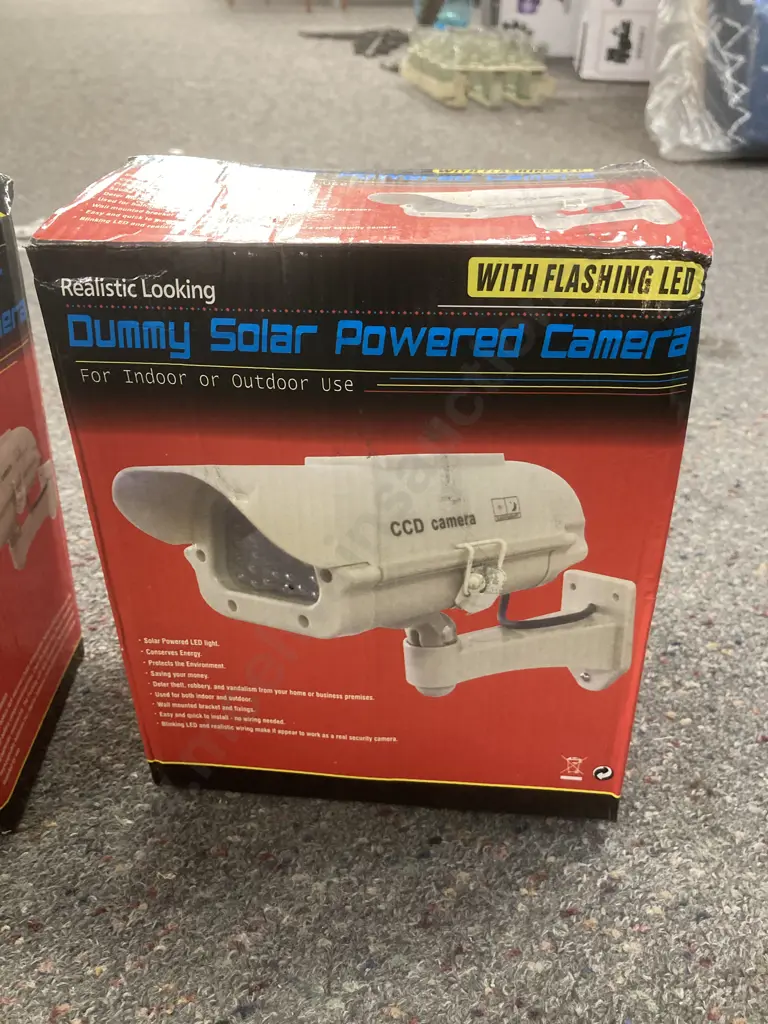 WITH FLASHING LED
Realistic Looking
WITH FLASHING LED
Dummy Solar Powered Camera
For Indoor or Outdoor Use
CCD camera
· Solar Powered LED light.
· Conserves Energy.
· Protects the Environment.
· Saving your money.
· Deter theft, robbery, and vandalism from your home or business premises.
· Used for both indoor and outdoor.
· Wall mounted bracket and fixings.
· Easy and quick to install - no wiring needed.
· Blinking LED and realistic wiring make it appear to work as a real security camera.